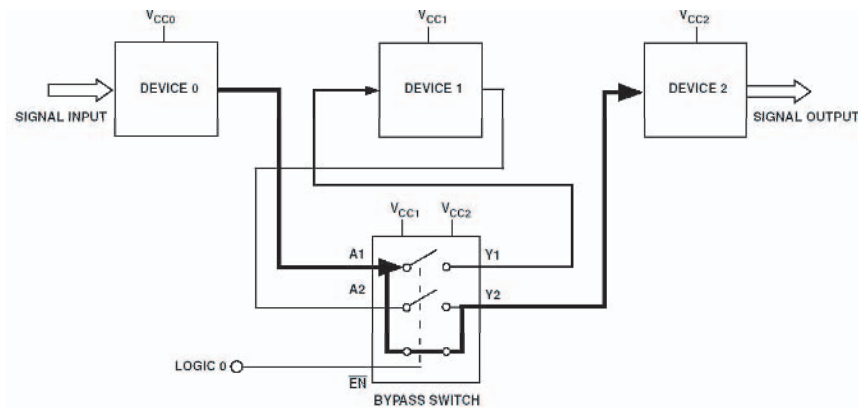 VCC0
VCC1
VCC2
DEVICE 0
DEVICE 1
DEVICE 2
SIGNAL INPUT
SIGNAL OUTPUT
VCC1
VCC2
A1
Y1
A2
Y2
LOGIC 0
EN
BYPASS SWITCH